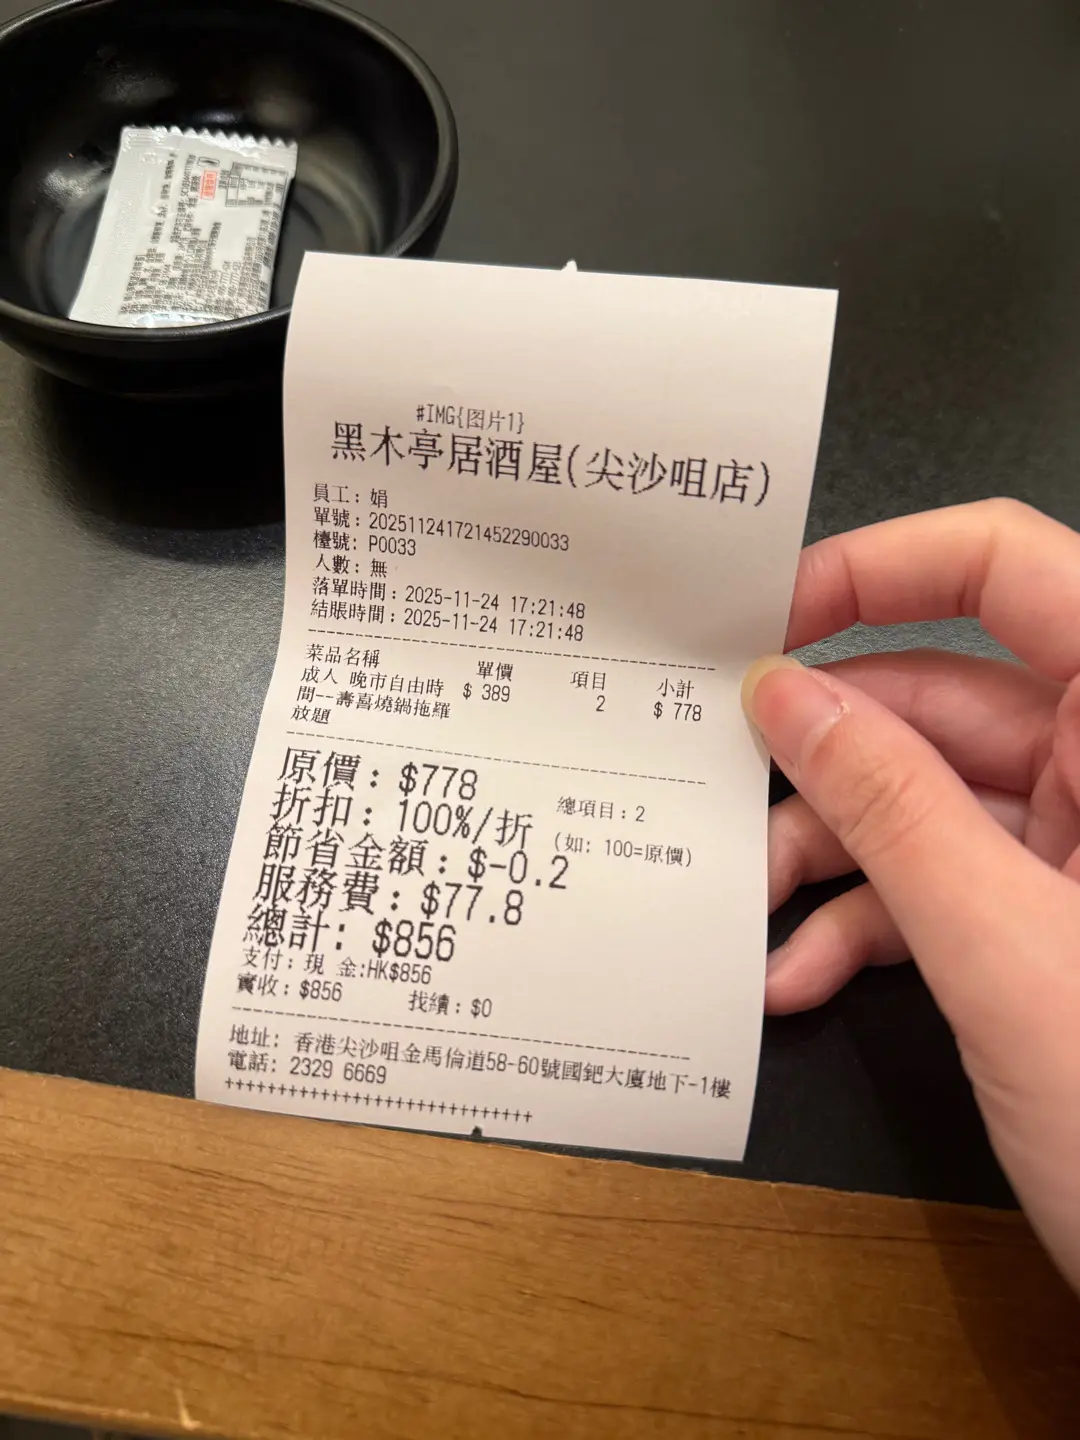 #IMG{图片1}
黑木亭居酒屋(尖沙咀店)
員工: 娟
單號: 202511241721452290033
檯號: P0033
人數: 無
落單時間: 2025-11-24 17:21:48
結賬時間: 2025-11-24 17:21:48
菜品名稱 單價 項目 小計
成人 晚市自由時 $ 389 2 $ 778
間--壽喜燒鍋拖羅
放題
原價: $778 總項目: 2
折扣: 100%/折 (如: 100=原價)
節省金額: $-0.2
服務費: $77.8
總計: $856
支付: 現 金:HK$856
實收: $856 找續: $0
地址: 香港尖沙咀金馬倫道58-60號國鈀大廈地下-1樓
電話: 2329 6669
++++++++++++++++++++++++++++